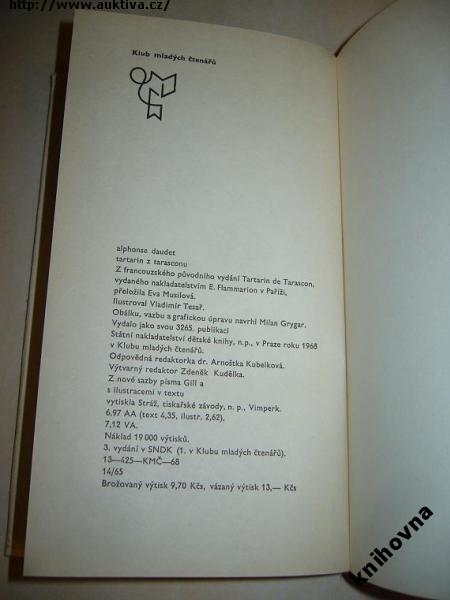 http://www.auktiva.cz/
Klub mladých čtenářů
alphonse daudet
tartarin z tarasconu
Z francouzského původního vydání Tartarin de Tarascon,
vydaného nakladatelstvím E. Flammarion v Paříži,
přeložila Eva Musilová.
Ilustroval Vladimír Tesař.
Obálku, vazbu a grafickou úpravu navrhl Milan Grygar.
Vydalo jako svou 3265. publikaci
Státní nakladatelství dětské knihy, n.p., v Praze roku 1968
v Klubu mladých čtenářů.
Odpovědná redaktorka dr. Arnoštka Kubelková.
Výtvarný redaktor Zdeněk Kudělka.
Z nové sazby písma Gill a
s ilustracemi v textu
vytiskla Stráž, tiskařské závody, n. p., Vimperk.
6,97 AA (text 4,35, ilustr. 2,62),
7,12 VA.
Náklad 19 000 výtisků.
3. vydání v SNDK (1. v Klubu mladých čtenářů).
13—425—KMČ—68
14/65
Brožovaný výtisk 9,70 Kčs, vázaný výtisk 13,— Kčs
knihovna